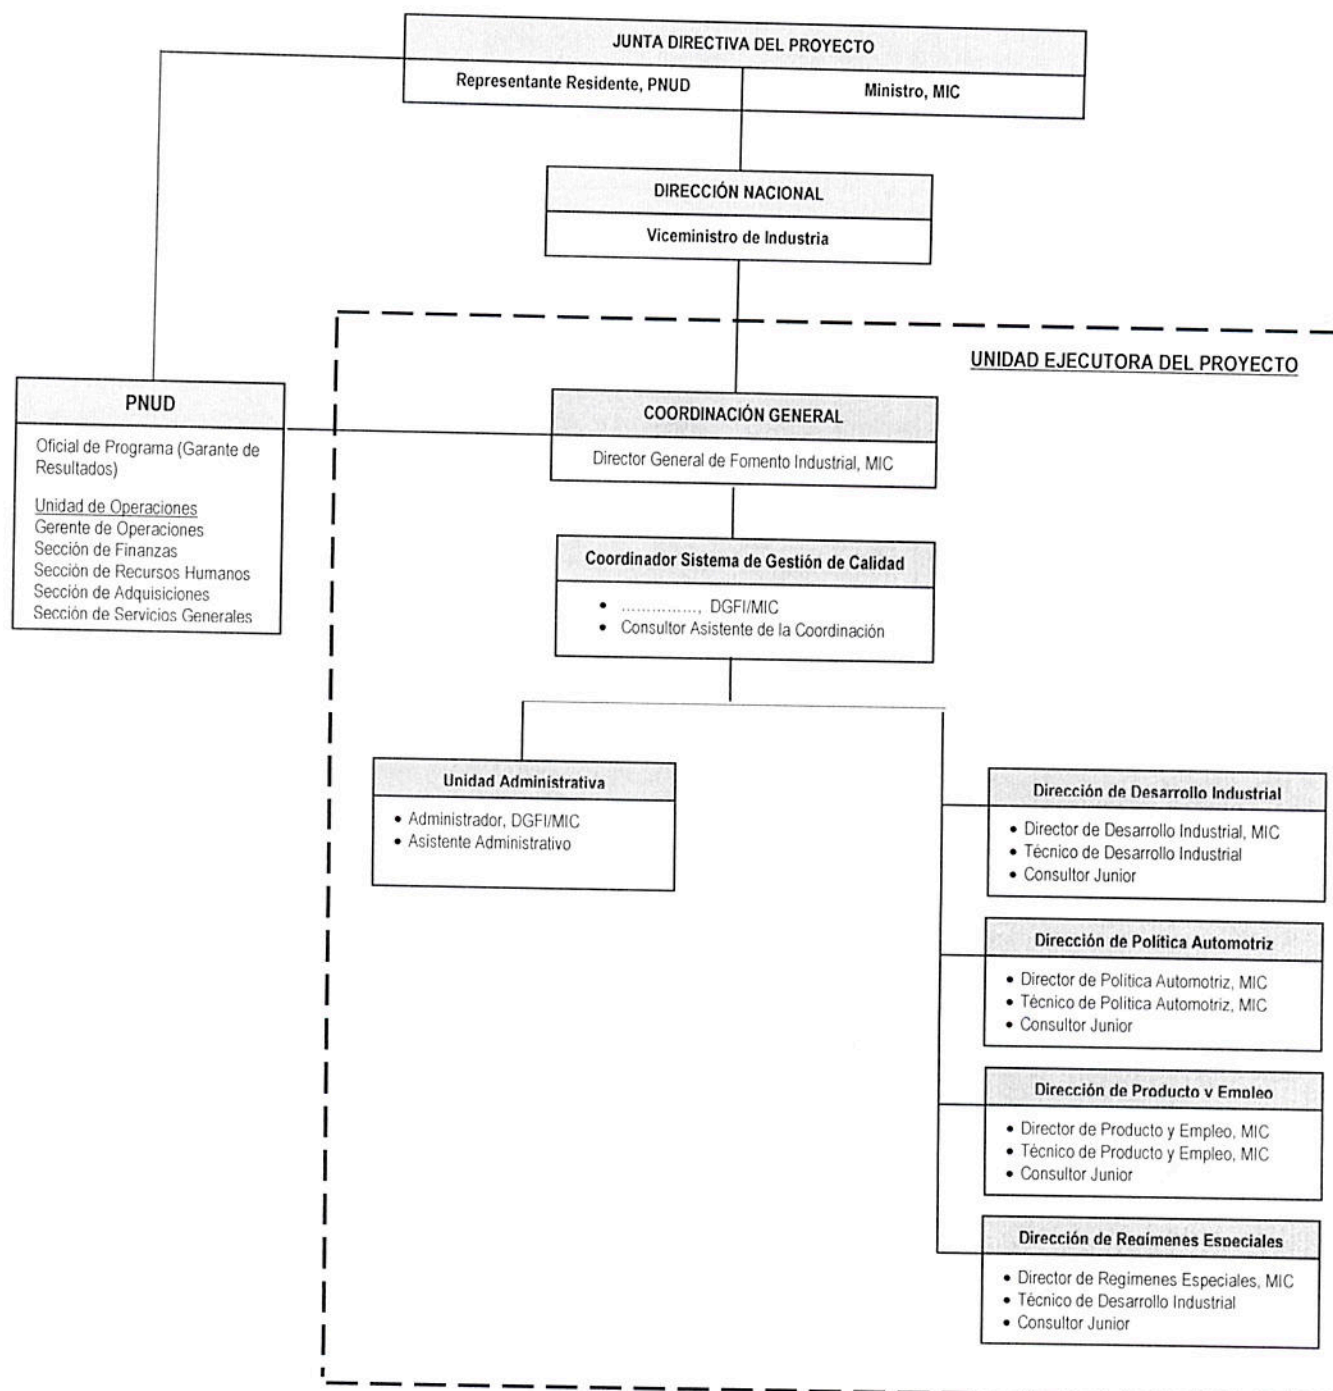 JUNTA DIRECTIVA DEL PROYECTO
Representante Residente, PNUD
Ministro, MIC
DIRECCIÓN NACIONAL
Viceministro de Industria
UNIDAD EJECUTORA DEL PROYECTO
PNUD
Oficial de Programa (Garante de
Resultados)
Unidad de Operaciones
Gerente de Operaciones
Sección de Finanzas
Sección de Recursos Humanos
Sección de Adquisiciones
Sección de Servicios Generales
COORDINACIÓN GENERAL
Director General de Fomento Industrial, MIC
Coordinador Sistema de Gestión de Calidad
• ..............., DGFI/MIC
• Consultor Asistente de la Coordinación
Unidad Administrativa
• Administrador, DGFI/MIC
• Asistente Administrativo
Dirección de Desarrollo Industrial
• Director de Desarrollo Industrial, MIC
• Técnico de Desarrollo Industrial
• Consultor Junior
Dirección de Política Automotriz
• Director de Política Automotriz, MIC
• Técnico de Política Automotriz, MIC
• Consultor Junior
Dirección de Producto y Empleo
• Director de Producto y Empleo, MIC
• Técnico de Producto y Empleo, MIC
• Consultor Junior
Dirección de Regímenes Especiales
• Director de Regímenes Especiales, MIC
• Técnico de Desarrollo Industrial
• Consultor Junior